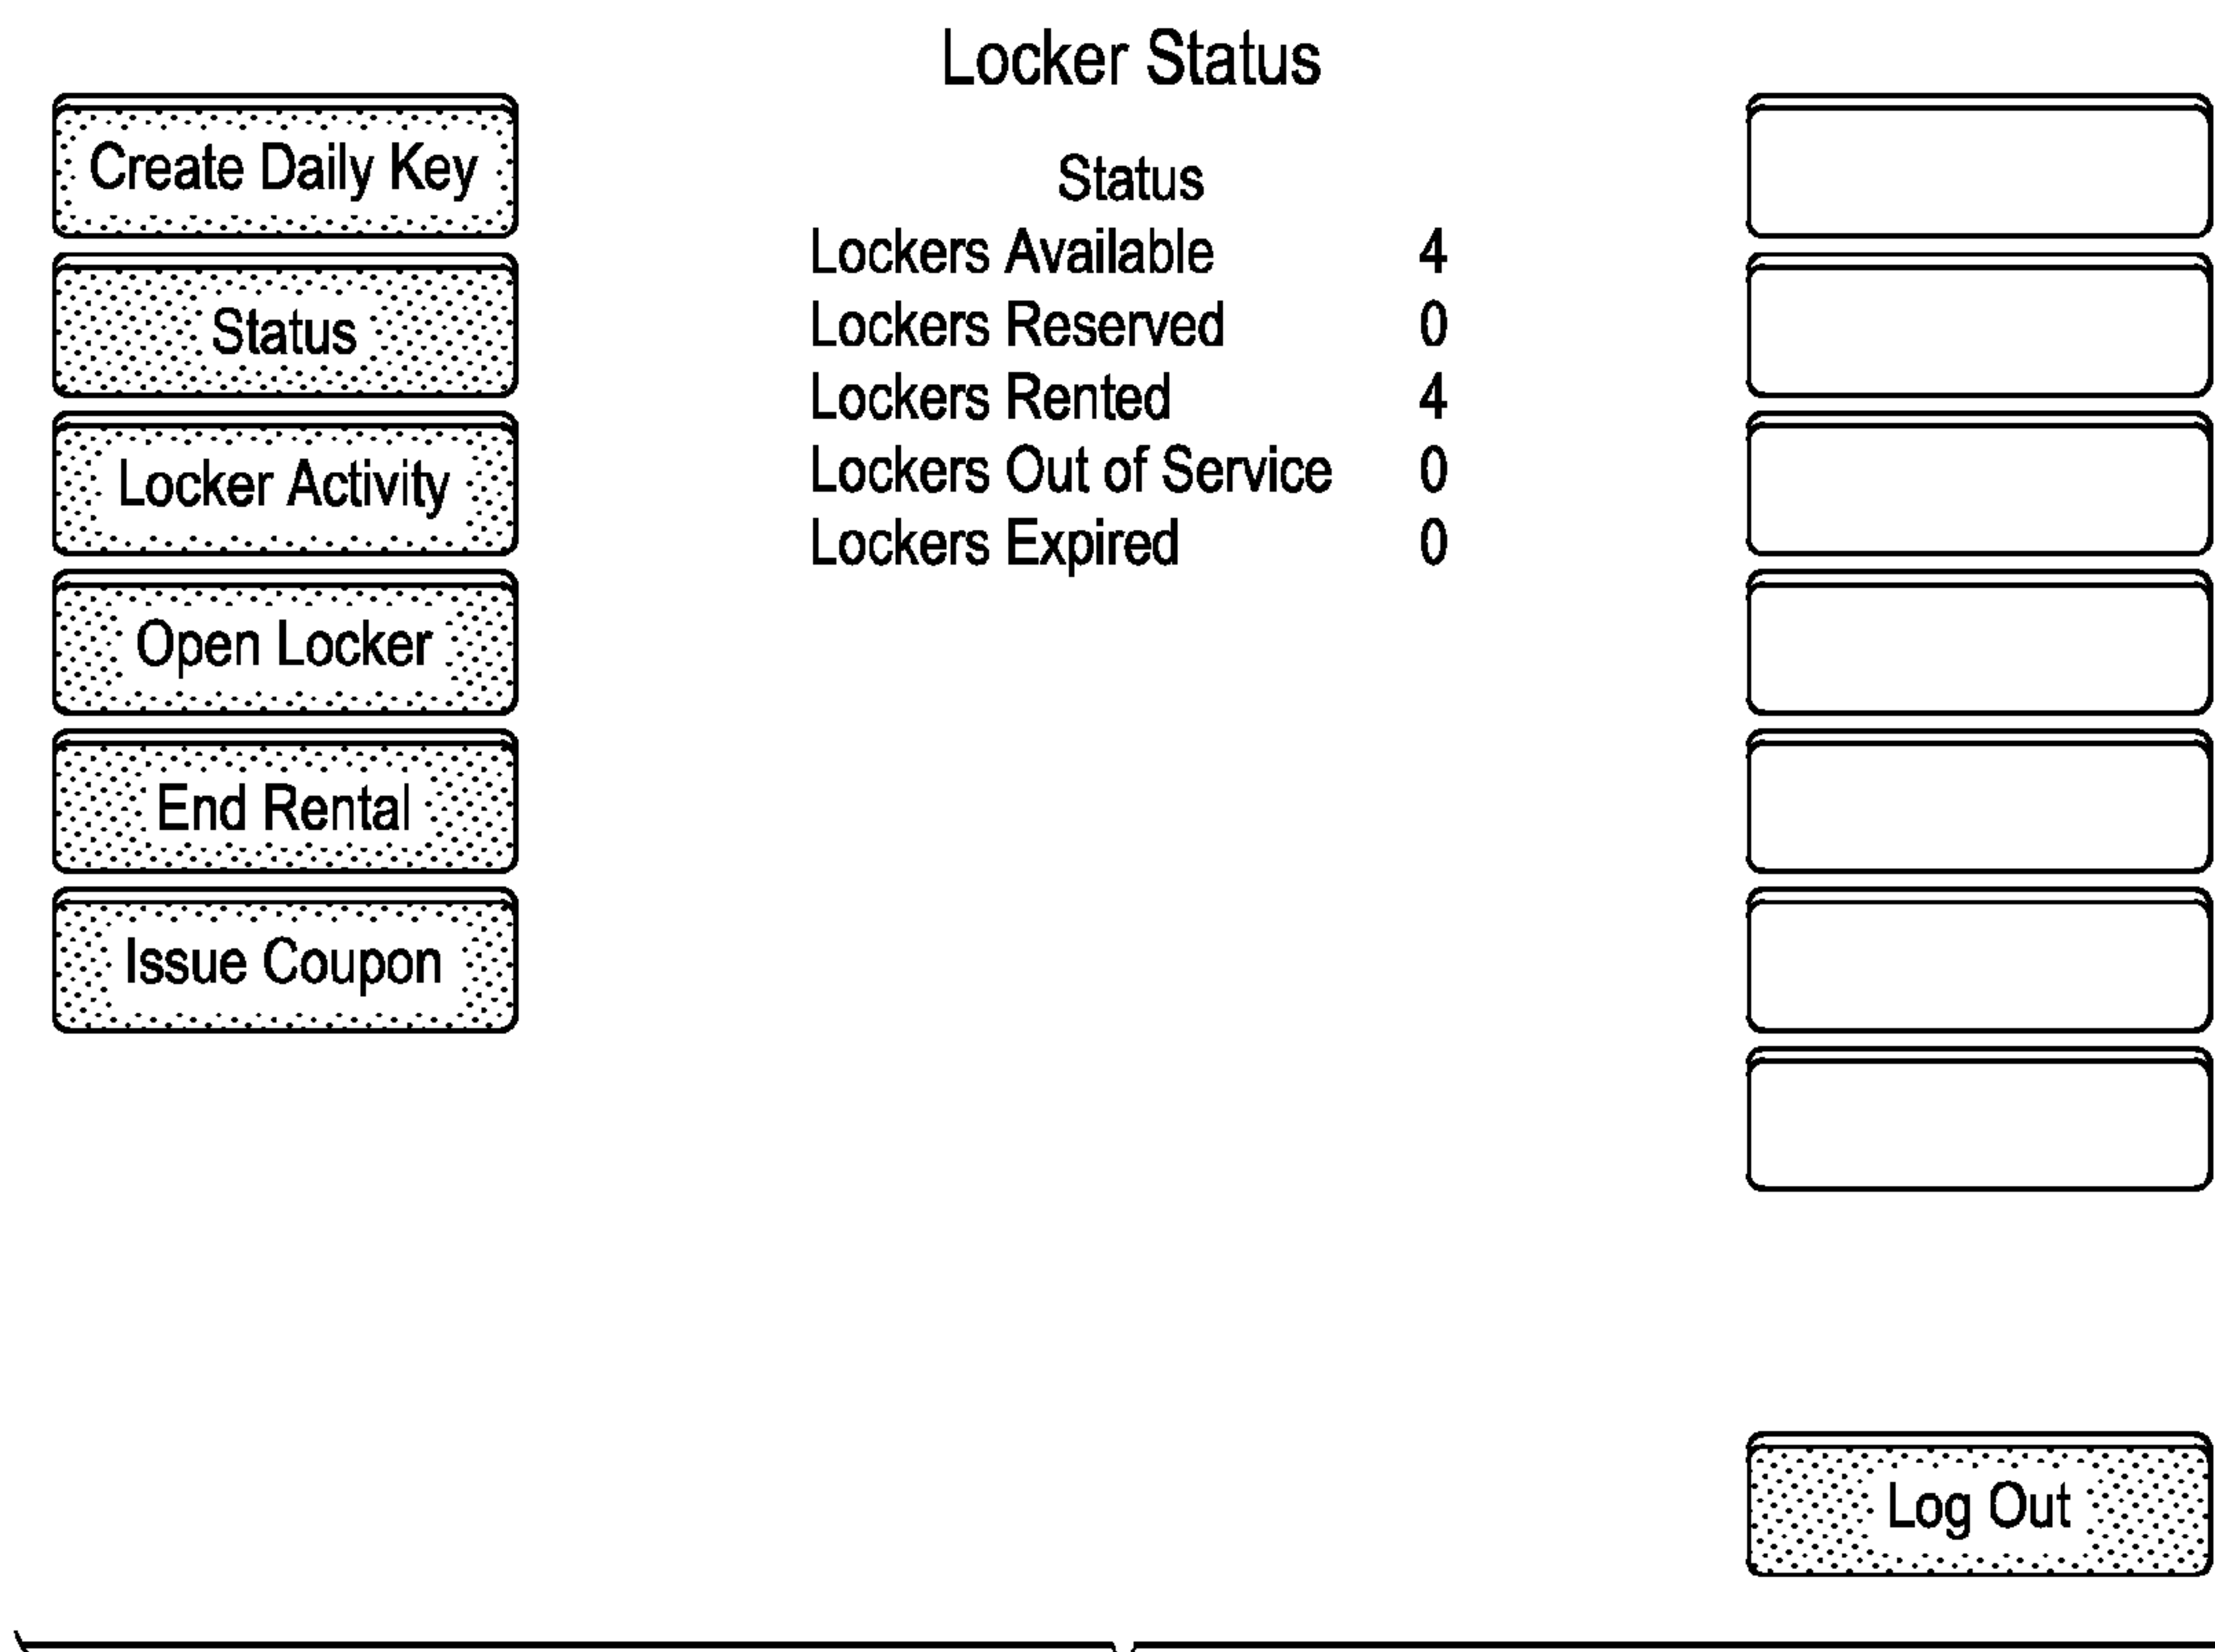 Locker Status
Create Daily Key
Status
Locker Activity
Open Locker
End Rental
Issue Coupon
Status
Lockers Available 4
Lockers Reserved 0
Lockers Rented 4
Lockers Out of Service 0
Lockers Expired 0
Log Out